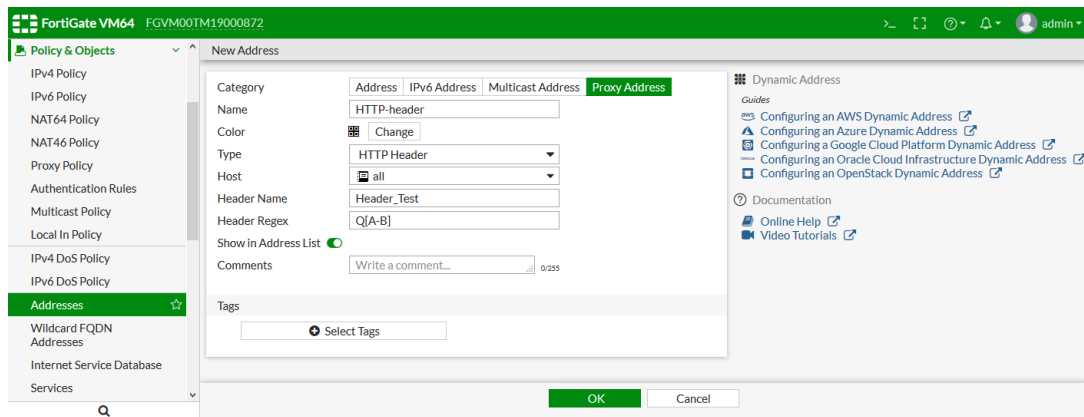 FortiGate VM64 FGVM00TM19000872
>_ admin
Policy & Objects
IPv4 Policy
IPv6 Policy
NAT64 Policy
NAT46 Policy
Proxy Policy
Authentication Rules
Multicast Policy
Local In Policy
IPv4 DoS Policy
IPv6 DoS Policy
Addresses
Wildcard FQDN
Addresses
Internet Service Database
Services
New Address
Category Address IPv6 Address Multicast Address Proxy Address
Name HTTP-header
Color Change
Type HTTP Header
Host all
Header Name Header_Test
Header Regex Q[A-B]
Show in Address List
Comments Write a comment... 0/255
Tags
Select Tags
OK Cancel
Dynamic Address
Guides
aws Configuring an AWS Dynamic Address
Configuring an Azure Dynamic Address
Configuring a Google Cloud Platform Dynamic Address
Configuring an Oracle Cloud Infrastructure Dynamic Address
Configuring an OpenStack Dynamic Address
? Documentation
Online Help
Video Tutorials